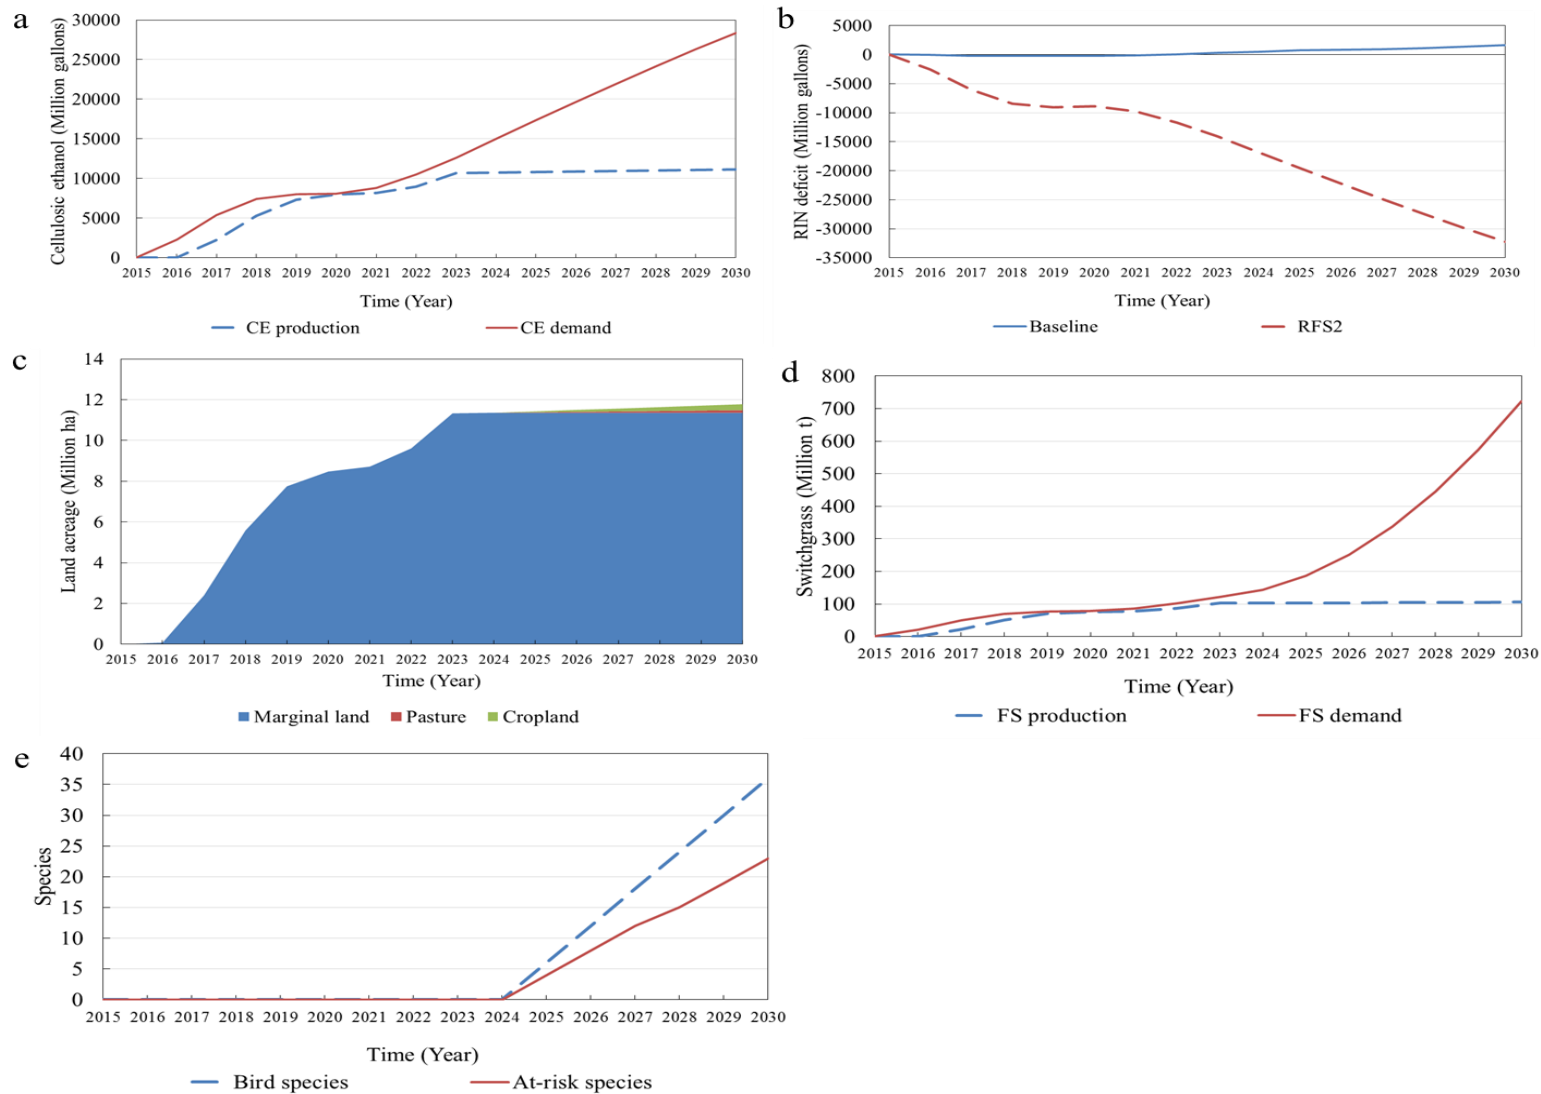 a
Cellulosic ethanol (Million gallons)
30000
25000
20000
15000
10000
5000
0
2015 2016 2017 2018 2019 2020 2021 2022 2023 2024 2025 2026 2027 2028 2029 2030
Time (Year)
CE production CE demand
b
RIN deficit (Million gallons)
5000
0
-5000
-10000
-15000
-20000
-25000
-30000
-35000
2015 2016 2017 2018 2019 2020 2021 2022 2023 2024 2025 2026 2027 2028 2029 2030
Time (Year)
Baseline RFS2
c
Land acreage (Million ha)
14
12
10
8
6
4
2
0
2015 2016 2017 2018 2019 2020 2021 2022 2023 2024 2025 2026 2027 2028 2029 2030
Time (Year)
Marginal land Pasture Cropland
d
Switchgrass (Million t)
800
700
600
500
400
300
200
100
0
2015 2016 2017 2018 2019 2020 2021 2022 2023 2024 2025 2026 2027 2028 2029 2030
Time (Year)
FS production FS demand
e
Species
40
35
30
25
20
15
10
5
0
2015 2016 2017 2018 2019 2020 2021 2022 2023 2024 2025 2026 2027 2028 2029 2030
Time (Year)
Bird species At-risk species